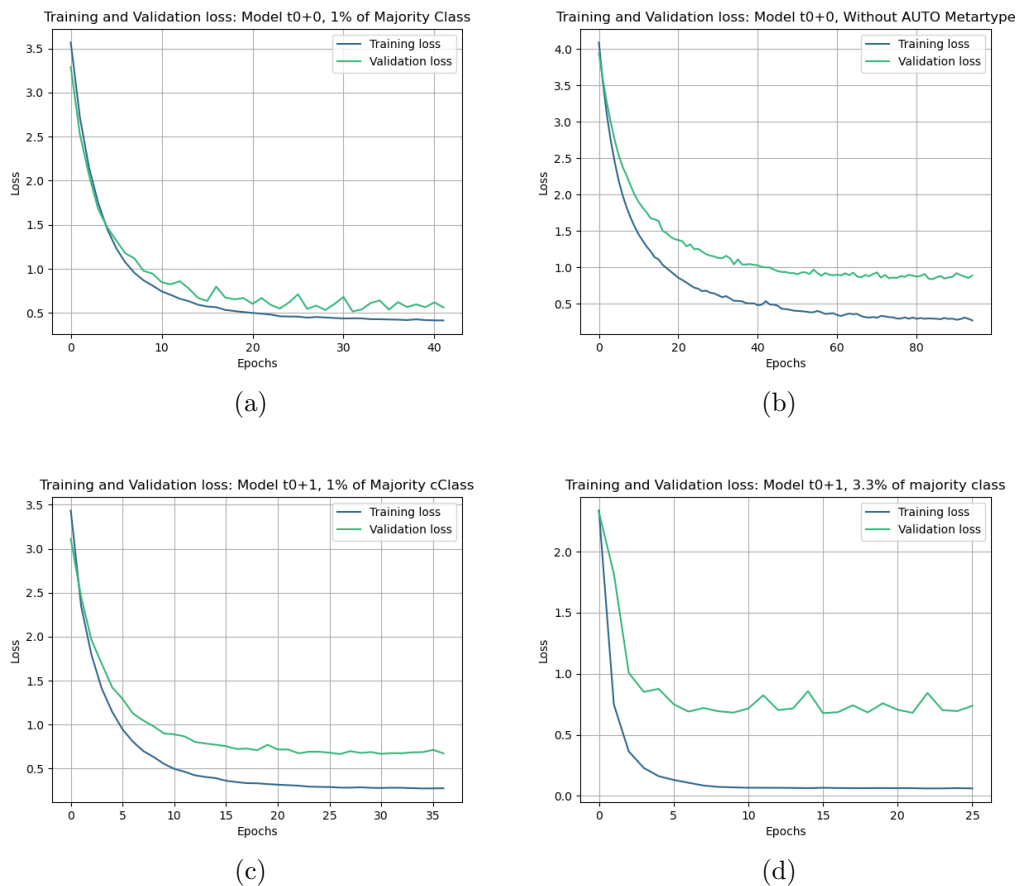 Training and Validation loss: Model t0+0, 1% of Majority Class
Training loss
Validation loss
Loss
3.5
3.0
2.5
2.0
1.5
1.0
0.5
0 10 20 30 40
Epochs
(a)
Training and Validation loss: Model t0+0, Without AUTO Metartype
Training loss
Validation loss
Loss
4.0
3.5
3.0
2.5
2.0
1.5
1.0
0.5
0 20 40 60 80
Epochs
(b)
Training and Validation loss: Model t0+1, 1% of Majority cClass
Training loss
Validation loss
Loss
3.5
3.0
2.5
2.0
1.5
1.0
0.5
0 5 10 15 20 25 30 35
Epochs
(c)
Training and Validation loss: Model t0+1, 3.3% of majority class
Training loss
Validation loss
Loss
2.0
1.5
1.0
0.5
0.0
0 5 10 15 20 25
Epochs
(d)